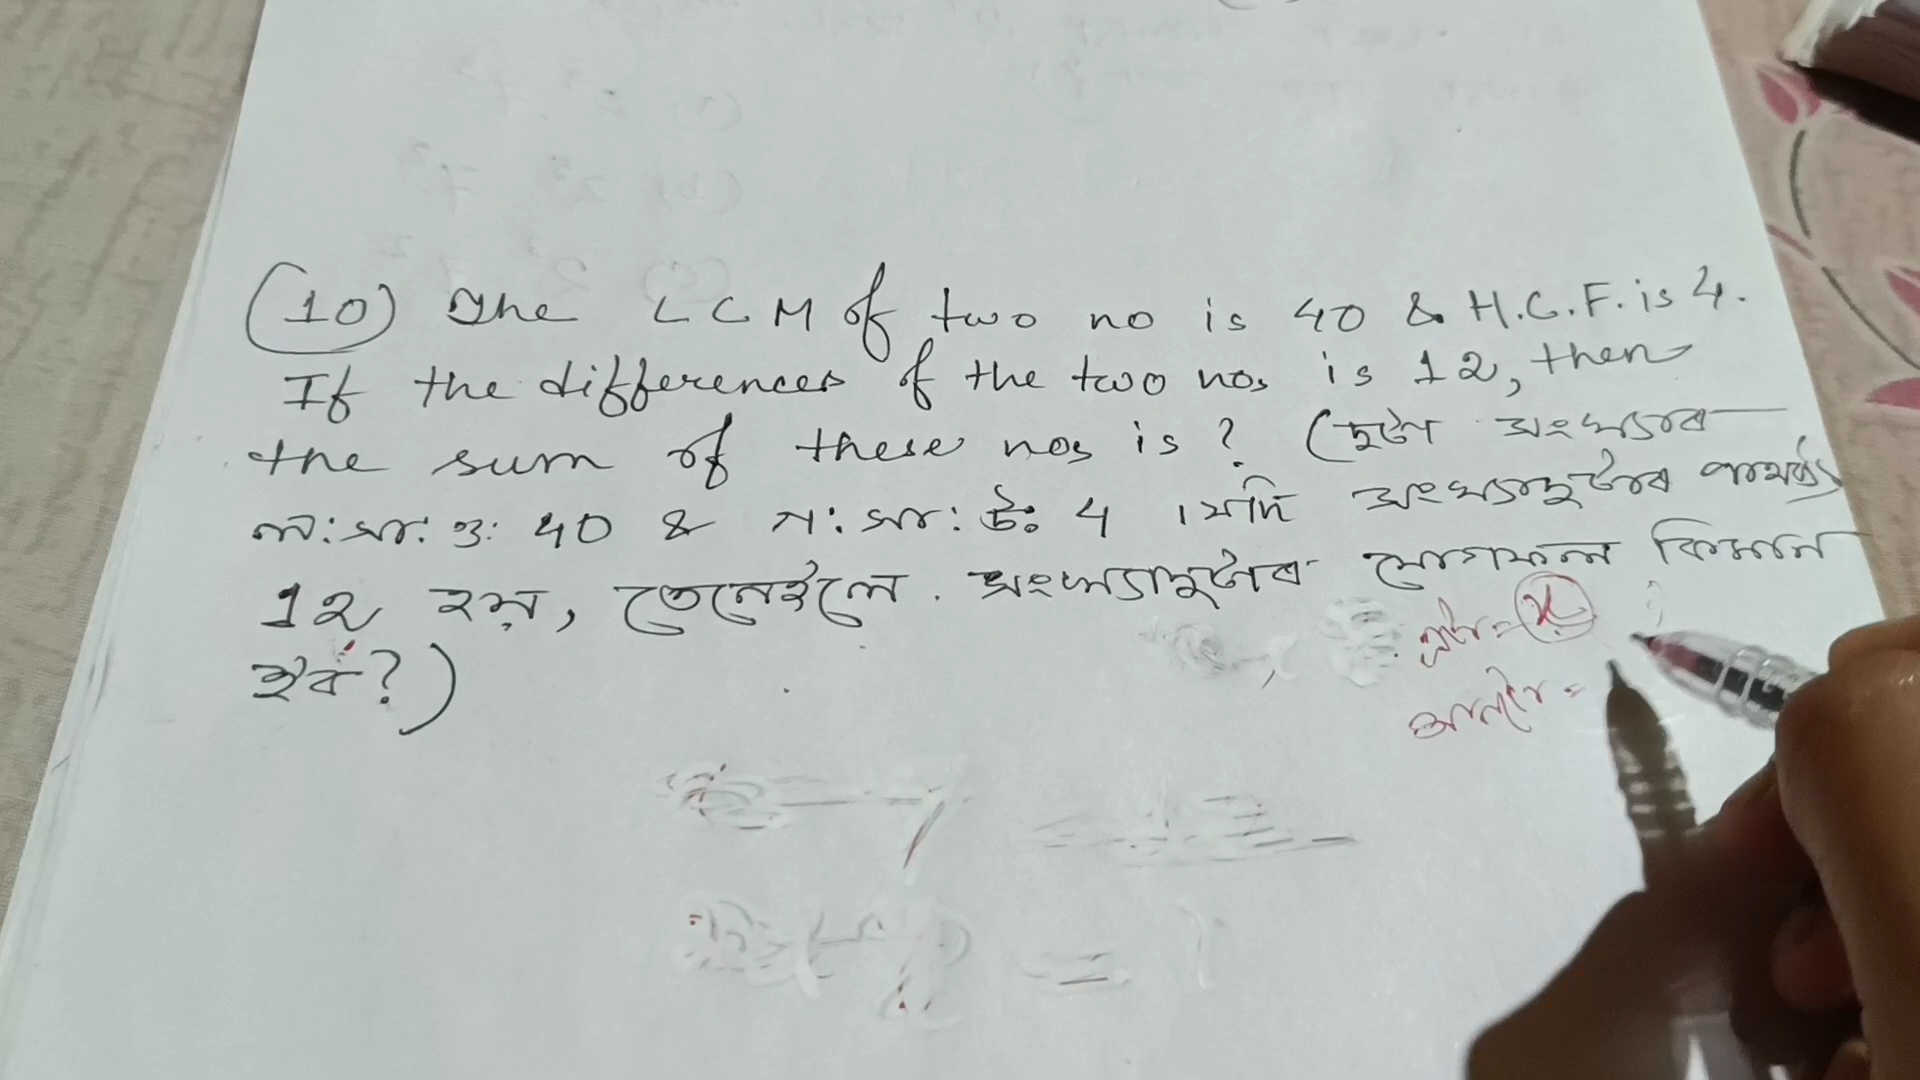 (10) The LCM of two no is 40 & H.C.F. is 4.
If the differences of the two nos is 12, then
the sum of these nos is? (দুটা সংখ্যাৰ
ল: সা: গু: 40 & গ: সা: উ: 4 । যদি সংখ্যাদুটাৰ পাৰ্থক্য
12 হয়, তেনেহলে সংখ্যাদুটাৰ যোগফল কিমান
হব?)
এটা = x
আনটো =